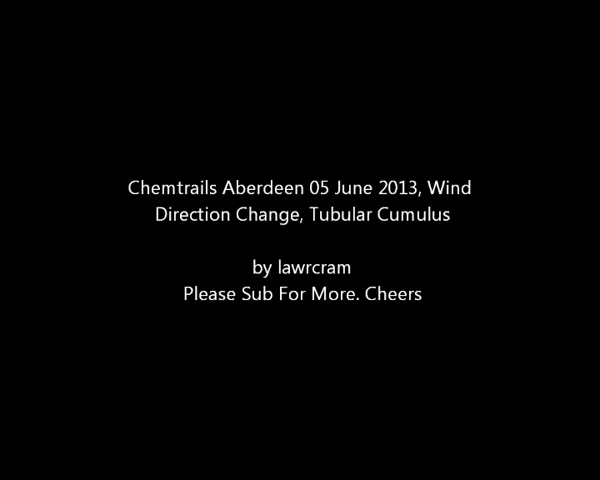 Chemtrails Aberdeen 05 June 2013, Wind
Direction Change, Tubular Cumulus
by lawrcram
Please Sub For More. Cheers